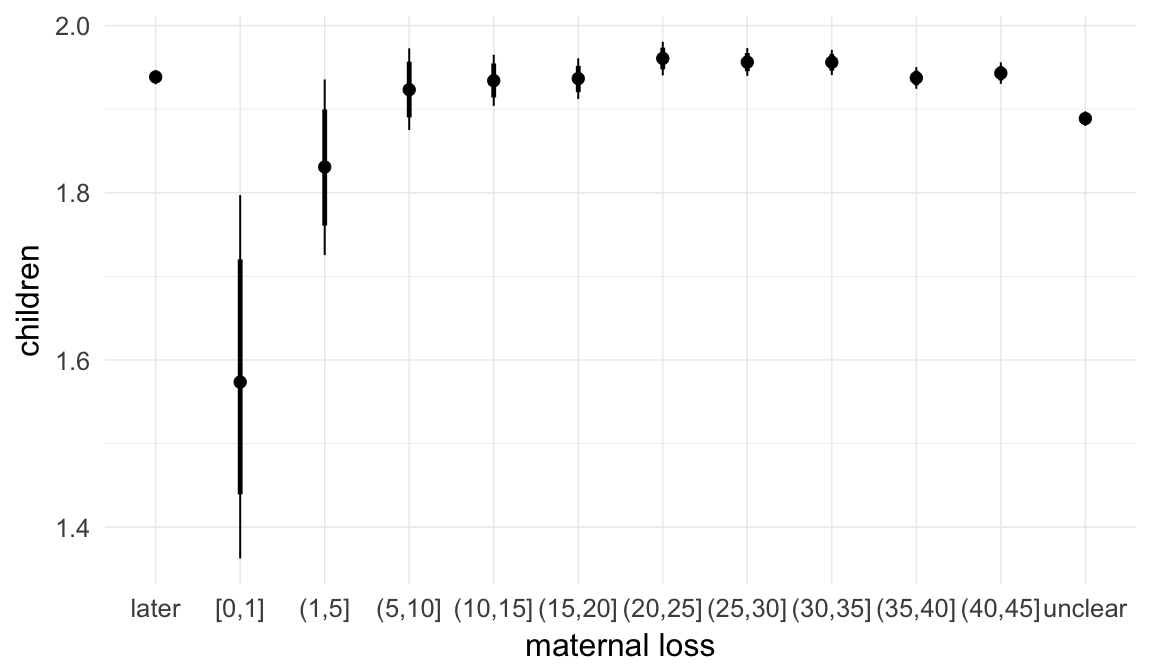 2.0
1.8
1.6
1.4
children
later [0,1] (1,5] (5,10] (10,15] (15,20] (20,25] (25,30] (30,35] (35,40] (40,45] unclear
maternal loss